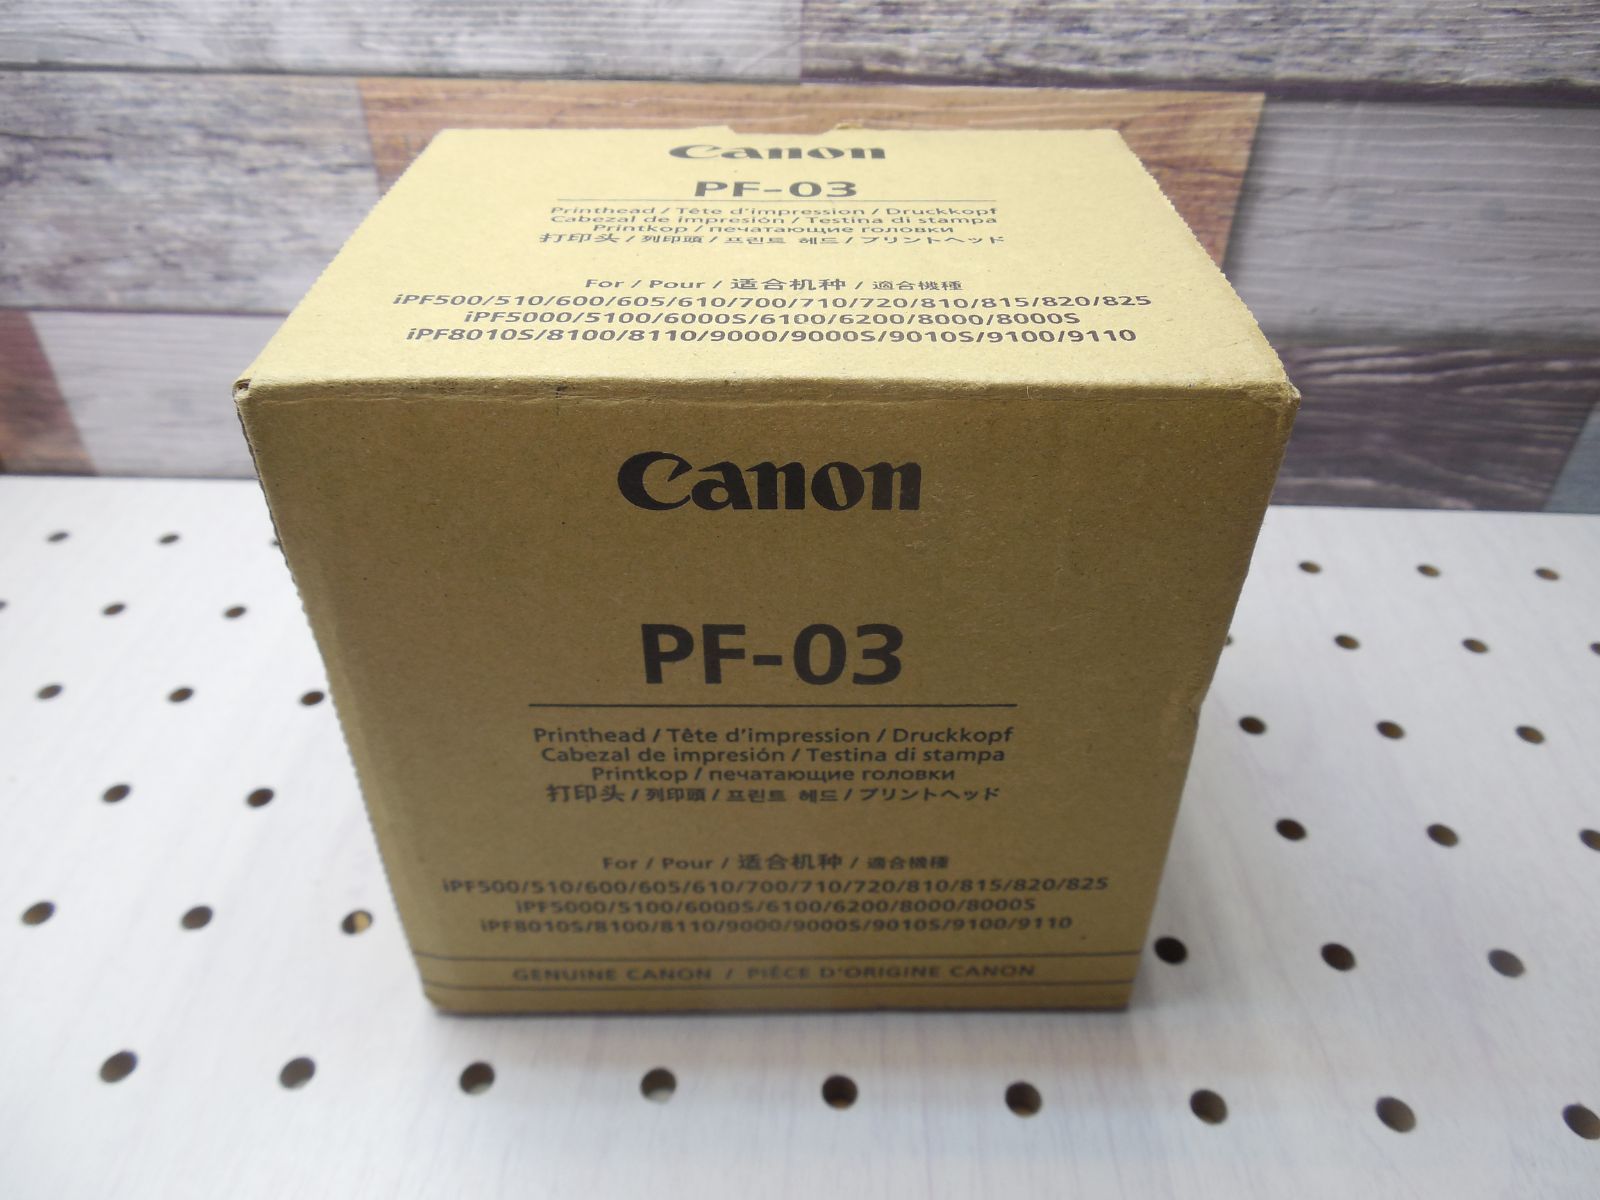 Canon
PF-03
Printhead / Tête d'impression / Druckkopf
Cabezal de impresión / Testina di stampa
Printkop / печатающие головки
打印头 / 列印頭 / 프린트 헤드 / プリントヘッド
For / Pour / 适合机种 / 適合機種
iPF500/510/600/605/610/700/710/720/810/815/820/825
iPF5000/5100/6000S/6100/6200/8000/8000S
iPF8010S/8100/8110/9000/9000S/9010S/9100/9110
Canon
PF-03
Printhead / Tête d'impression / Druckkopf
Cabezal de impresión / Testina di stampa
Printkop / печатающие головки
打印头 / 列印頭 / 프린트 헤드 / プリントヘッド
For / Pour / 适合机种 / 適合機種
iPF500/510/600/605/610/700/710/720/810/815/820/825
iPF5000/5100/6000S/6100/6200/8000/8000S
iPF8010S/8100/8110/9000/9000S/9010S/9100/9110
GENUINE CANON / PIÈCE D'ORIGINE CANON